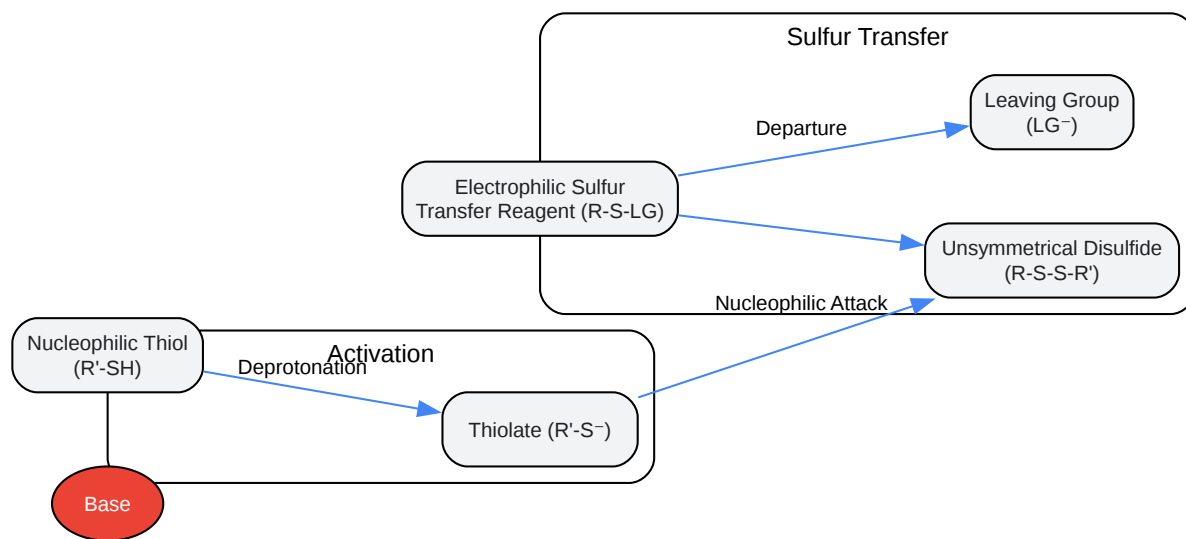 Sulfur Transfer
Leaving Group
(LG⁻)
Departure
Electrophilic Sulfur
Transfer Reagent (R-S-LG)
Unsymmetrical Disulfide
(R-S-S-R')
Nucleophilic Attack
Nucleophilic Thiol
(R'-SH)
Activation
Deprotonation
Thiolate (R'-S⁻)
Base